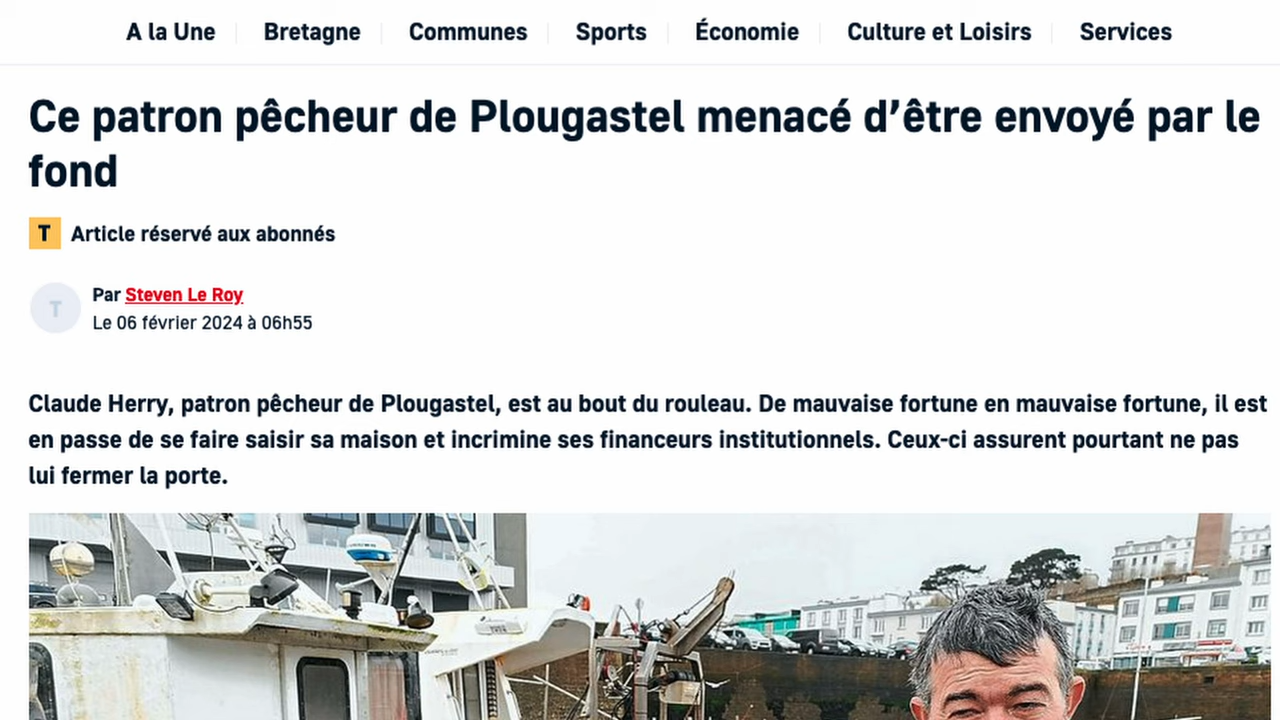 A la Une Bretagne Communes Sports Économie Culture et Loisirs Services
Ce patron pêcheur de Plougastel menacé d’être envoyé par le
fond
T Article réservé aux abonnés
T
Par Steven Le Roy
Le 06 février 2024 à 06h55
Claude Herry, patron pêcheur de Plougastel, est au bout du rouleau. De mauvaise fortune en mauvaise fortune, il est
en passe de se faire saisir sa maison et incrimine ses financeurs institutionnels. Ceux-ci assurent pourtant ne pas
lui fermer la porte.